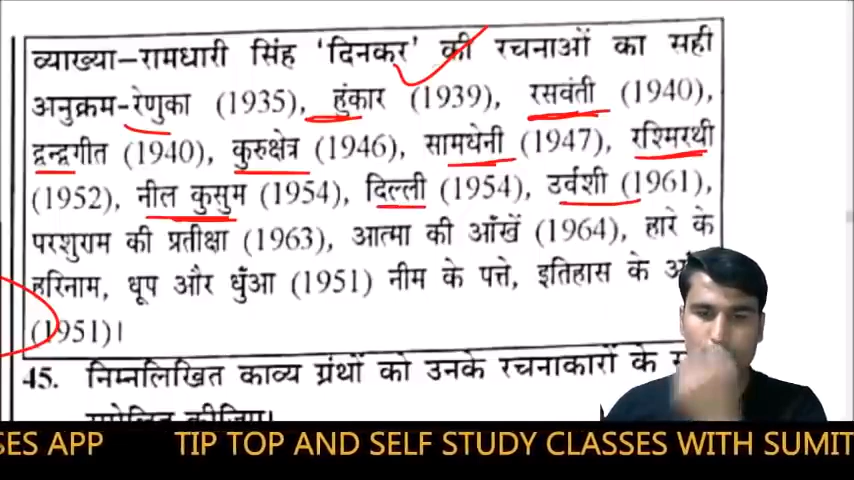 व्याख्या–रामधारी सिंह 'दिनकर' की रचनाओं का सही
अनुक्रम-रेणुका (1935), हुंकार (1939), रसवंती (1940),
द्वन्द्वगीत (1940), कुरुक्षेत्र (1946), सामधेनी (1947), रश्मिरथी
(1952), नील कुसुम (1954), दिल्ली (1954), उर्वशी (1961),
परशुराम की प्रतीक्षा (1963), आत्मा की आँखें (1964), हारे के
हरिनाम, धूप और धुँआ (1951) नीम के पत्ते, इतिहास के
(1951)।
45. निम्नलिखित काव्य ग्रंथों को उनके रचनाकारों के
SES APP TIP TOP AND SELF STUDY CLASSES WITH SUMIT